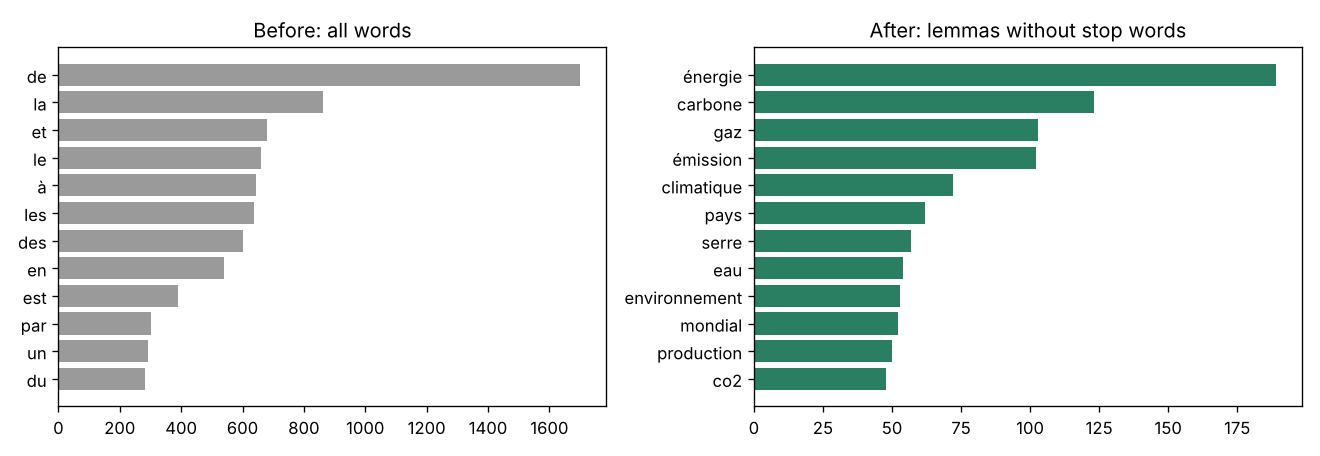 Before: all words
de
la
et
le
à
les
des
en
est
par
un
du
0 200 400 600 800 1000 1200 1400 1600
After: lemmas without stop words
énergie
carbone
gaz
émission
climatique
pays
serre
eau
environnement
mondial
production
co2
0 25 50 75 100 125 150 175